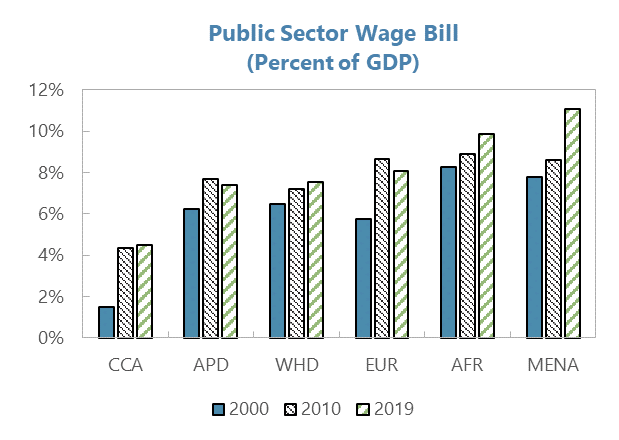 Public Sector Wage Bill
(Percent of GDP)
12%
10%
8%
6%
4%
2%
0%
CCA APD WHD EUR AFR MENA
2000 2010 2019